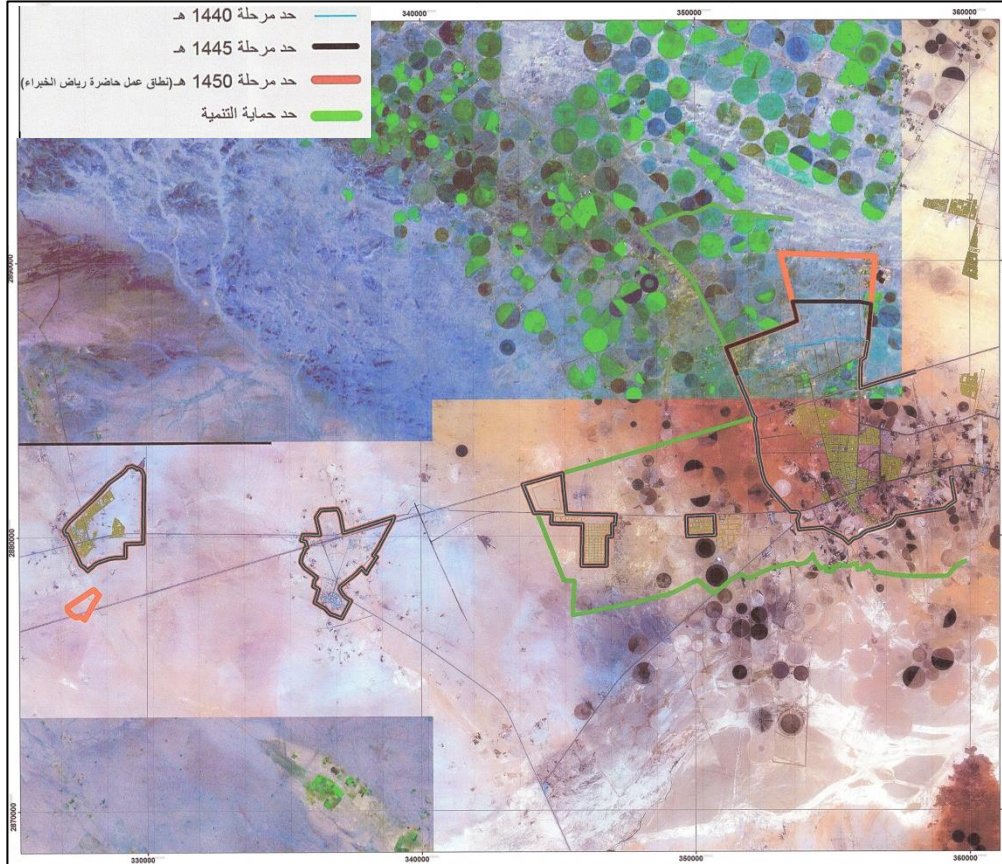 340000
350000
360000
حد مرحلة 1440 هـ
حد مرحلة 1445 هـ
حد مرحلة 1450 هـ(نطاق عمل حاضرة رياض الخبراء)
حد حماية التنمية
2890000
2880000
2870000
330000
340000
350000
360000